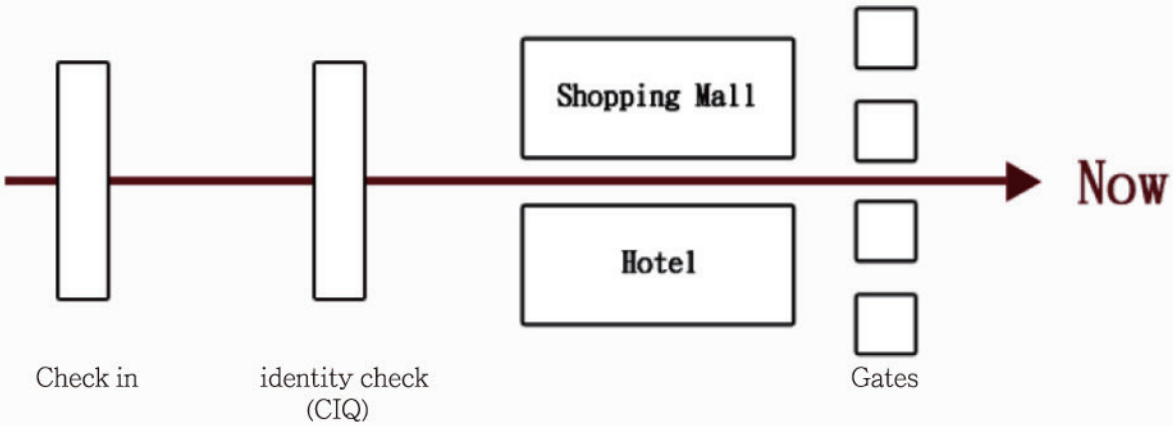 Shopping Mall
Now
Hotel
Check in
identity check
(CIQ)
Gates